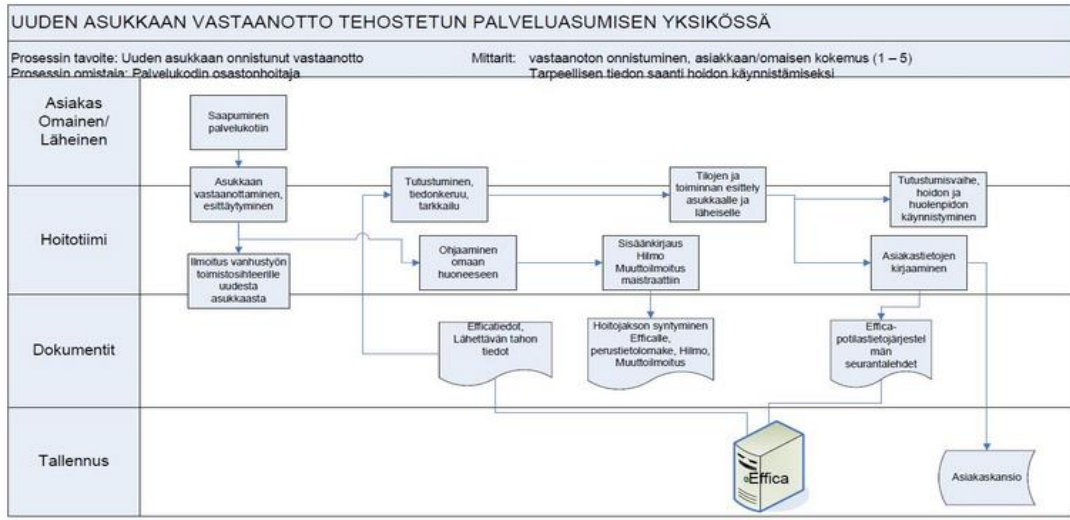 UUDEN ASUKKAAN VASTAANOTTO TEHOSTETUN PALVELUASUMISEN YKSIKÖSSÄ
Prosessin tavoite: Uuden asukkaan onnistunut vastaanotto
Mittarit: vastaanoton onnistuminen, asiakkaan/omaisen kokemus (1 – 5)
Prosessin omistaja: Palvelukodin osastonhoitaja
Tarpeellisen tiedon saanti hoidon käynnistämiseksi
Asiakas
Omainen/
Läheinen
Saapuminen
palvelukotiin
Asukkaan
vastaanottaminen,
esittäytyminen
Tutustuminen,
tiedonkeruu,
tarkkailu
Tilojen ja
toiminnan esittely
asukkaalle ja
läheiselle
Tutustumisvaihe,
hoidon ja
huolenpidon
käynnistyminen
Hoitotiimi
Ilmoitus vanhustyön
toimistosihteerille
uudesta
asukkaasta
Ohjaaminen
omaan
huoneeseen
Sisäänkirjaus
Hilmo
Muuttoilmoitus
maistraattiin
Asiakastietojen
kirjaaminen
Dokumentit
Efficatiedot,
Lähettävän tahon
tiedot
Hoitojakson syntyminen
Efficalle,
perustietolomake, Hilmo,
Muuttoilmoitus
Effica-
potilastietojärjestel
män
seurantalehdet
Tallennus
Effica
Asiakaskansio